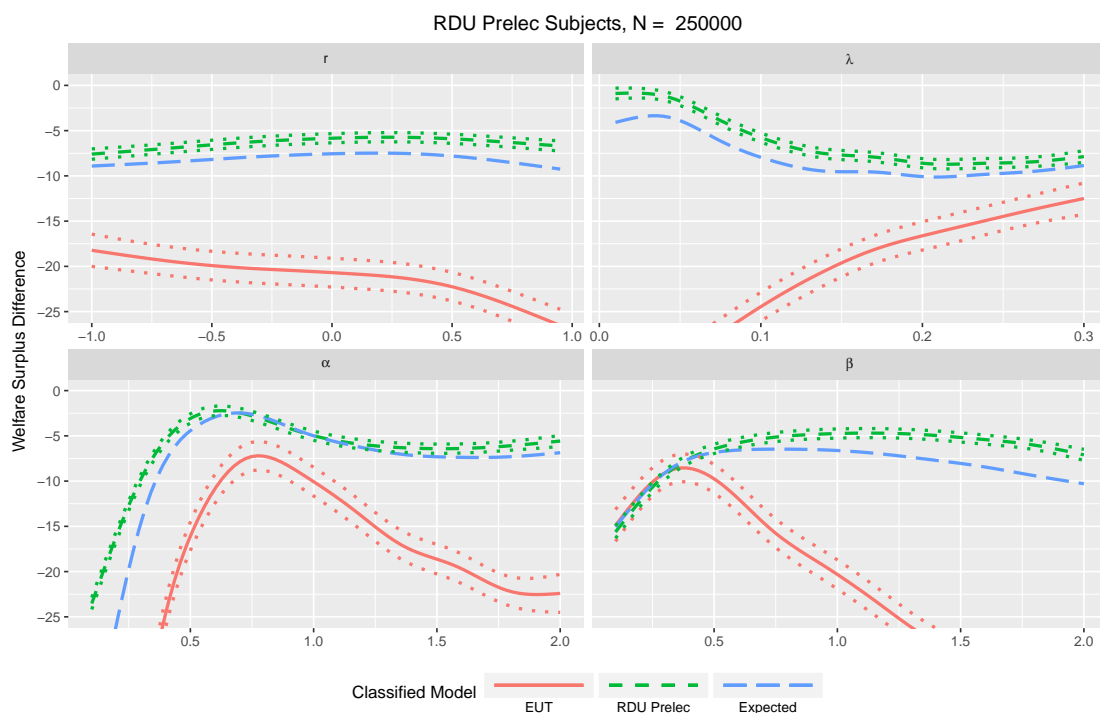 RDU Prelec Subjects, N = 250000
r
λ
0
−5
−10
−15
−20
−25
−1.0 −0.5 0.0 0.5 1.0
0.0 0.1 0.2 0.3
α
β
0
−5
−10
−15
−20
−25
0.5 1.0 1.5 2.0
0.5 1.0 1.5 2.0
Welfare Surplus Difference
Classified Model
EUT RDU Prelec Expected